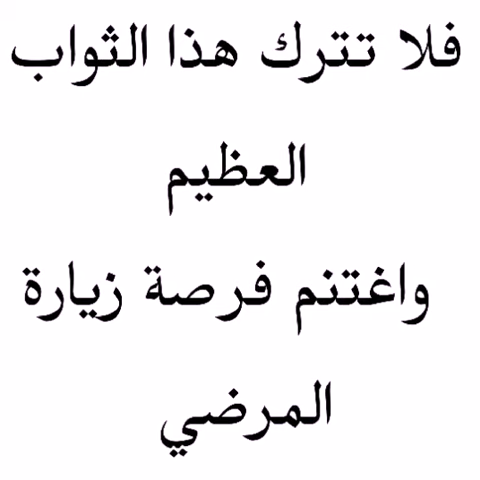 فلا تترك هذا الثواب
العظيم
واغتنم فرصة زيارة
المرضي